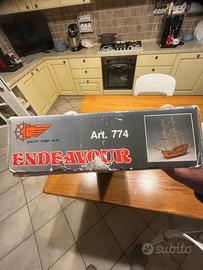 Art. 774
QUALITY HOBBY KITS
ENDEAVOUR
subito